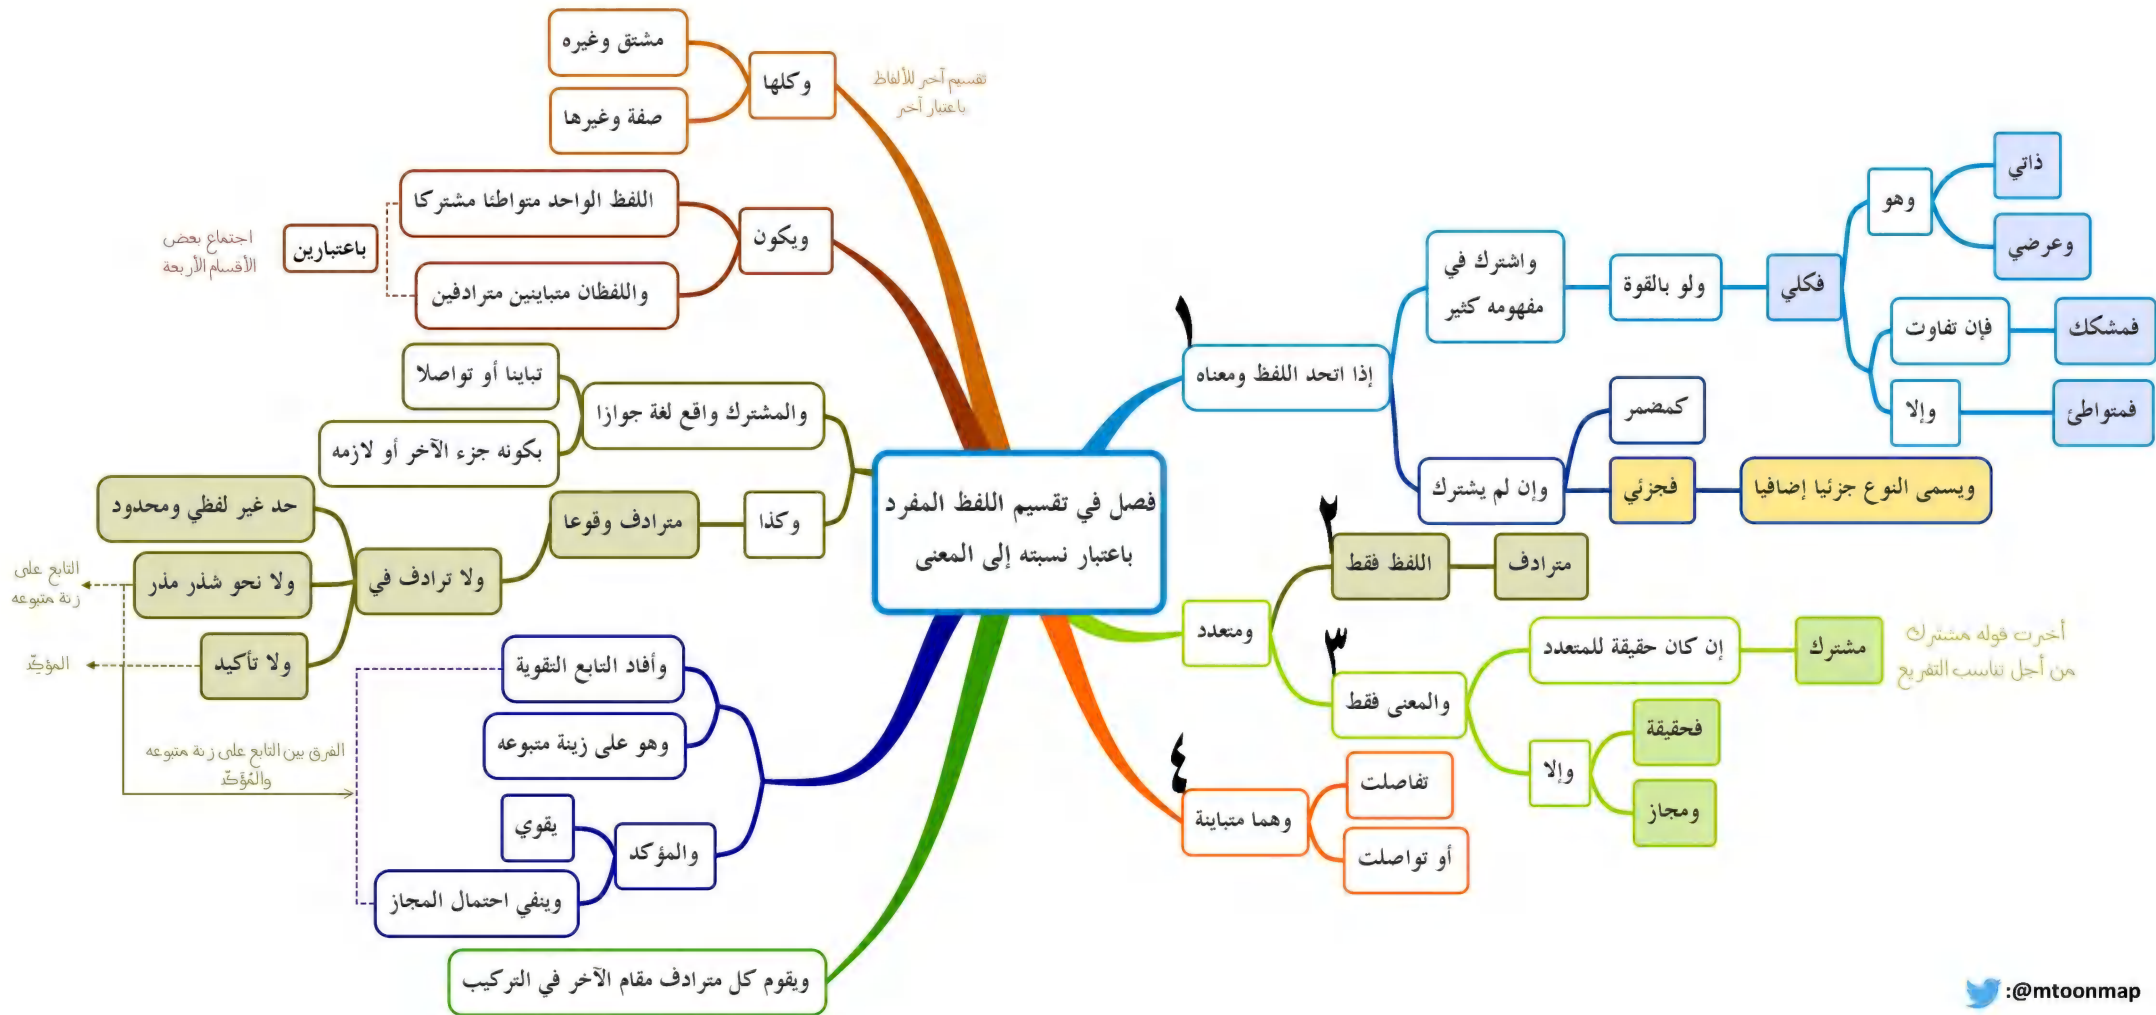 فصل في تقسيم اللفظ المفرد
باعتبار نسبته إلى المعنى
١
إذا اتحد اللفظ ومعناه
واشترك في
مفهومه كثير
ولو بالقوة
فكلي
وهو
ذاتي
وعرضي
فإن تفاوت
فمشكك
وإلا
فمتواطئ
وإن لم يشترك
كمضمر
فجزئي
ويسمى النوع جزئيا إضافيا
ومتعدد
٢
اللفظ فقط
مترادف
٣
والمعنى فقط
إن كان حقيقة للمتعدد
مشترك
أخرت قوله مشترك
من أجل تناسب التفريع
وإلا
فحقيقة
ومجاز
٤
وهما متباينة
تفاصلت
أو تواصلت
تقسيم آخر للألفاظ
باعتبار آخر
وكلها
مشتق وغيره
صفة وغيرها
ويكون
اللفظ الواحد متواطئا مشتركا
واللفظان متباينين مترادفين
باعتبارين
اجتماع بعض
الأقسام الأربعة
والمشترك واقع لغة جوازا
تباينا أو تواصلا
بكونه جزء الآخر أو لازمه
وكذا
مترادف وقوعا
ولا ترادف في
حد غير لفظي ومحدود
ولا نحو شذر مذر
التابع على
زنة متبوعه
ولا تأكيد
المؤكِّد
وأفاد التابع التقوية
وهو على زينة متبوعه
والمؤكد
يقوي
وينفي احتمال المجاز
الفرق بين التابع على زنة متبوعه
والمُؤَكِّد
ويقوم كل مترادف مقام الآخر في التركيب
:@mtoonmap